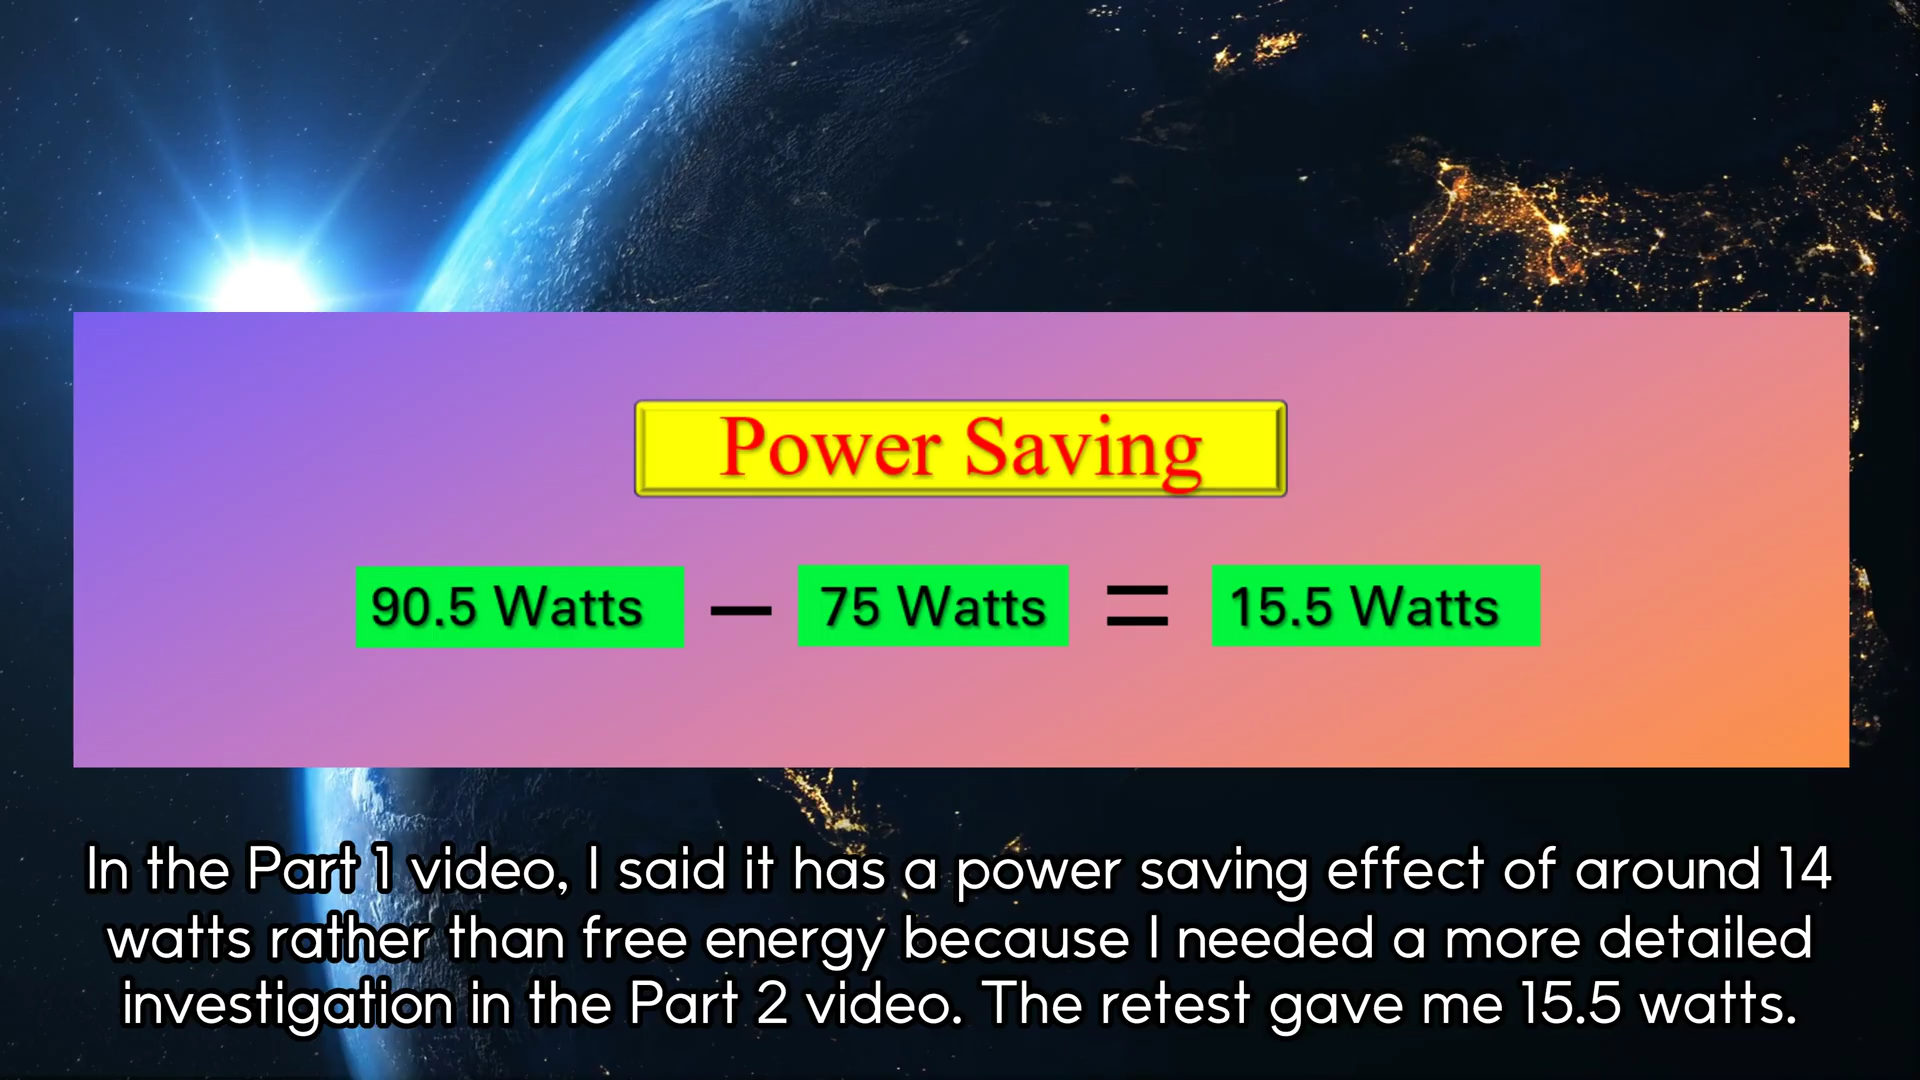 Power Saving
90.5 Watts — 75 Watts = 15.5 Watts
In the Part 1 video, I said it has a power saving effect of around 14
watts rather than free energy because I needed a more detailed
investigation in the Part 2 video. The retest gave me 15.5 watts.